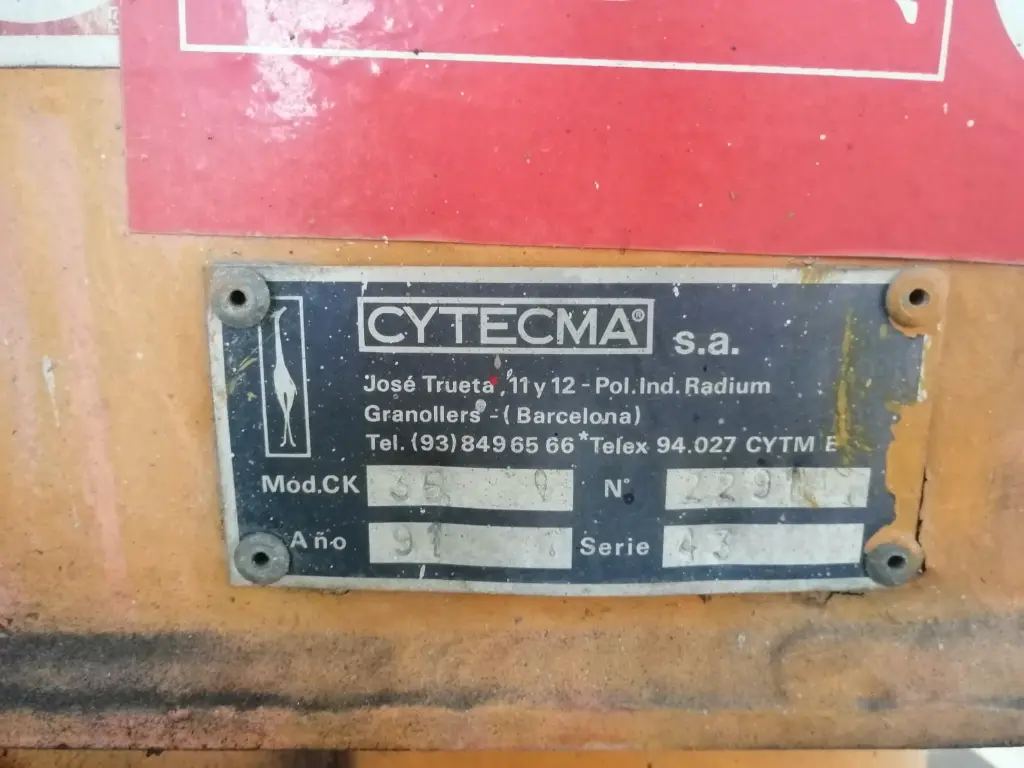 CYTECMA® s.a.
José Trueta, 11 y 12 - Pol. Ind. Radium
Granollers - (Barcelona)
Tel. (93) 849 65 66 * Telex 94.027 CYTM E
Mód. CK N°
Año 91 Serie 43